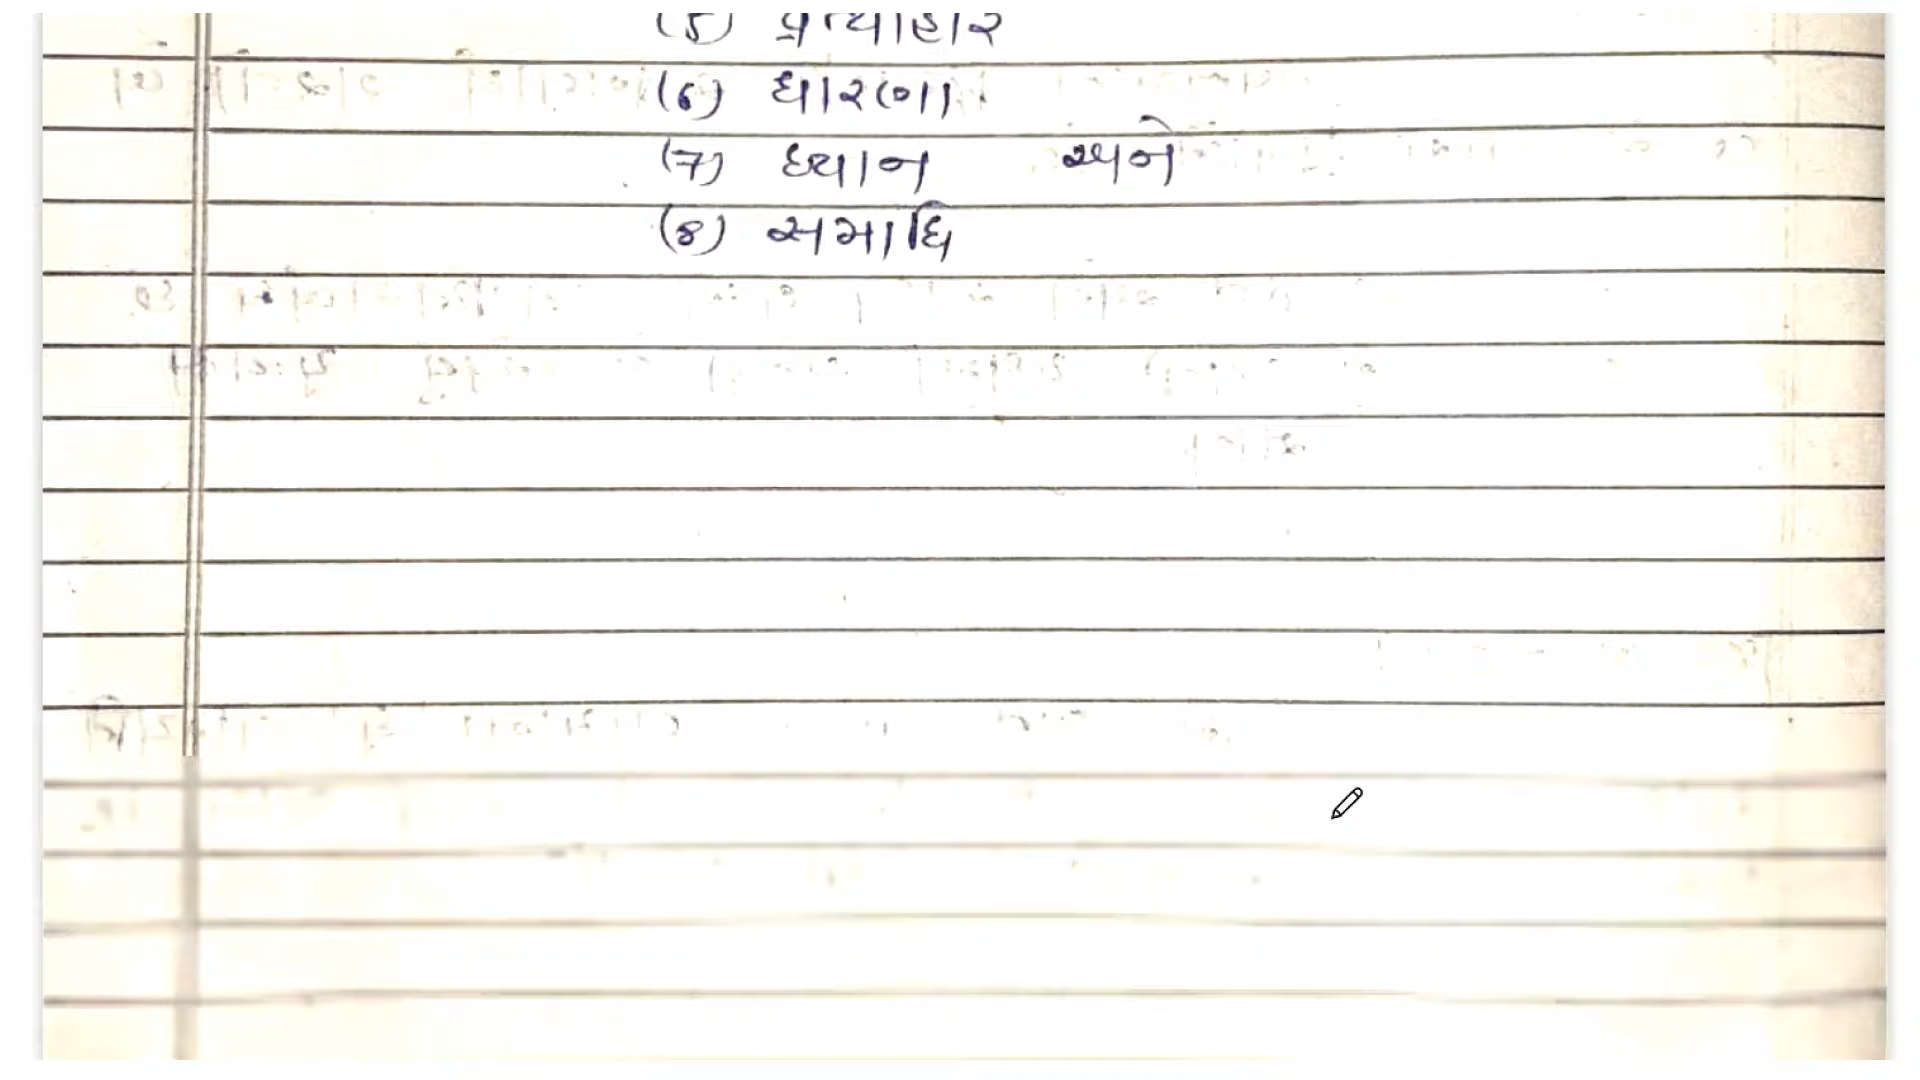 (5) પ્રત્યાહાર
(6) ધારણા
(7) ધ્યાન અને
(8) સમાધિ